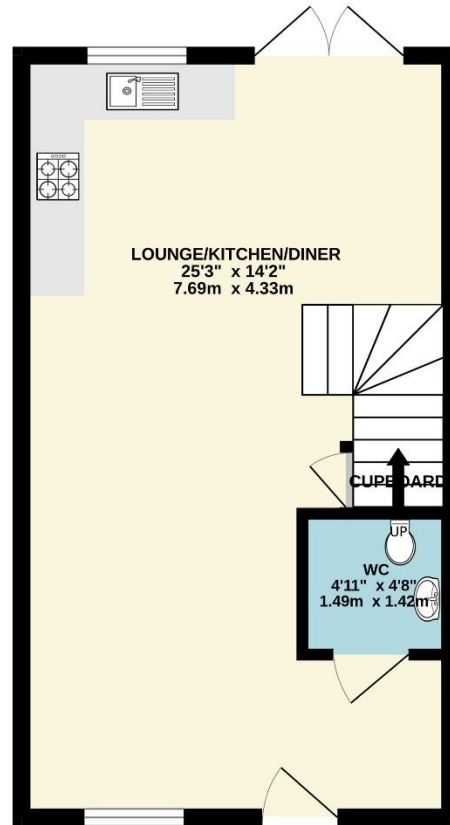 LOUNGE/KITCHEN/DINER
25'3" x 14'2"
7.69m x 4.33m
CUPBOARD
UP
WC
4'11" x 4'8"
1.49m x 1.42m